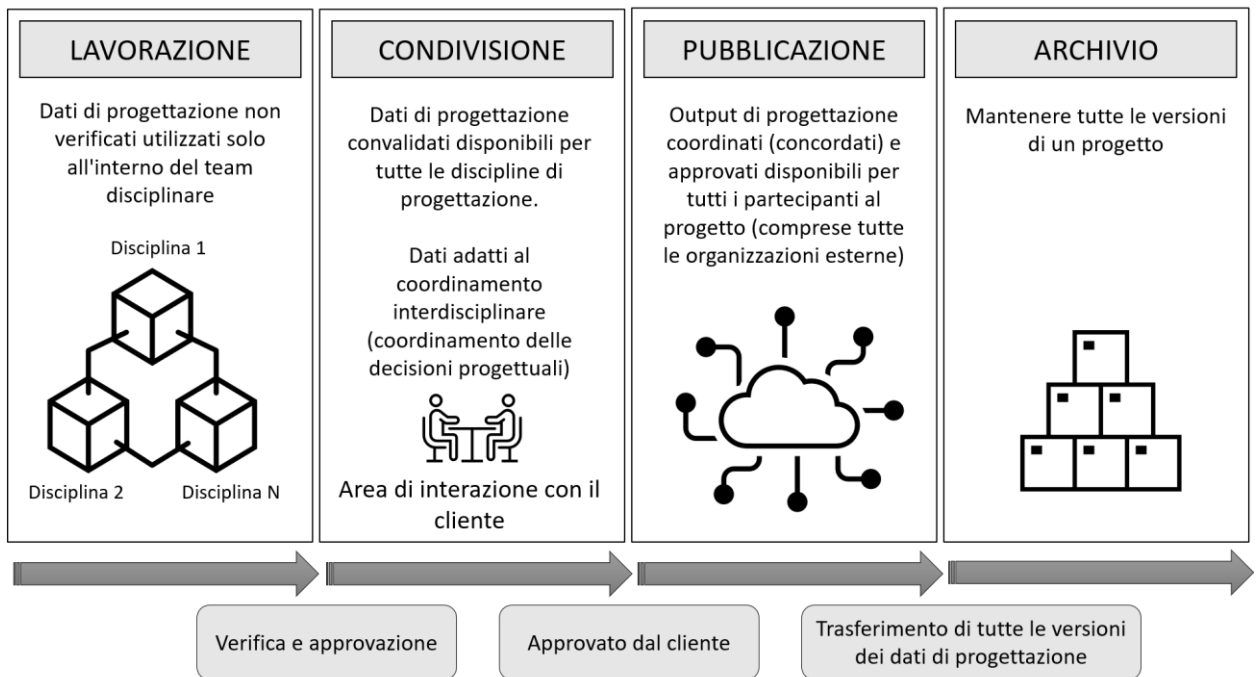 LAVORAZIONE
Dati di progettazione non
verificati utilizzati solo
all'interno del team
disciplinare
Disciplina 1
Disciplina 2
Disciplina N
CONDIVISIONE
Dati di progettazione
convalidati disponibili per
tutte le discipline di
progettazione.
Dati adatti al
coordinamento
interdisciplinare
(coordinamento delle
decisioni progettuali)
Area di interazione con il
cliente
PUBBLICAZIONE
Output di progettazione
coordinati (concordati) e
approvati disponibili per
tutti i partecipanti al
progetto (comprese tutte
le organizzazioni esterne)
ARCHIVIO
Mantenere tutte le versioni
di un progetto
Verifica e approvazione
Approvato dal cliente
Trasferimento di tutte le versioni
dei dati di progettazione